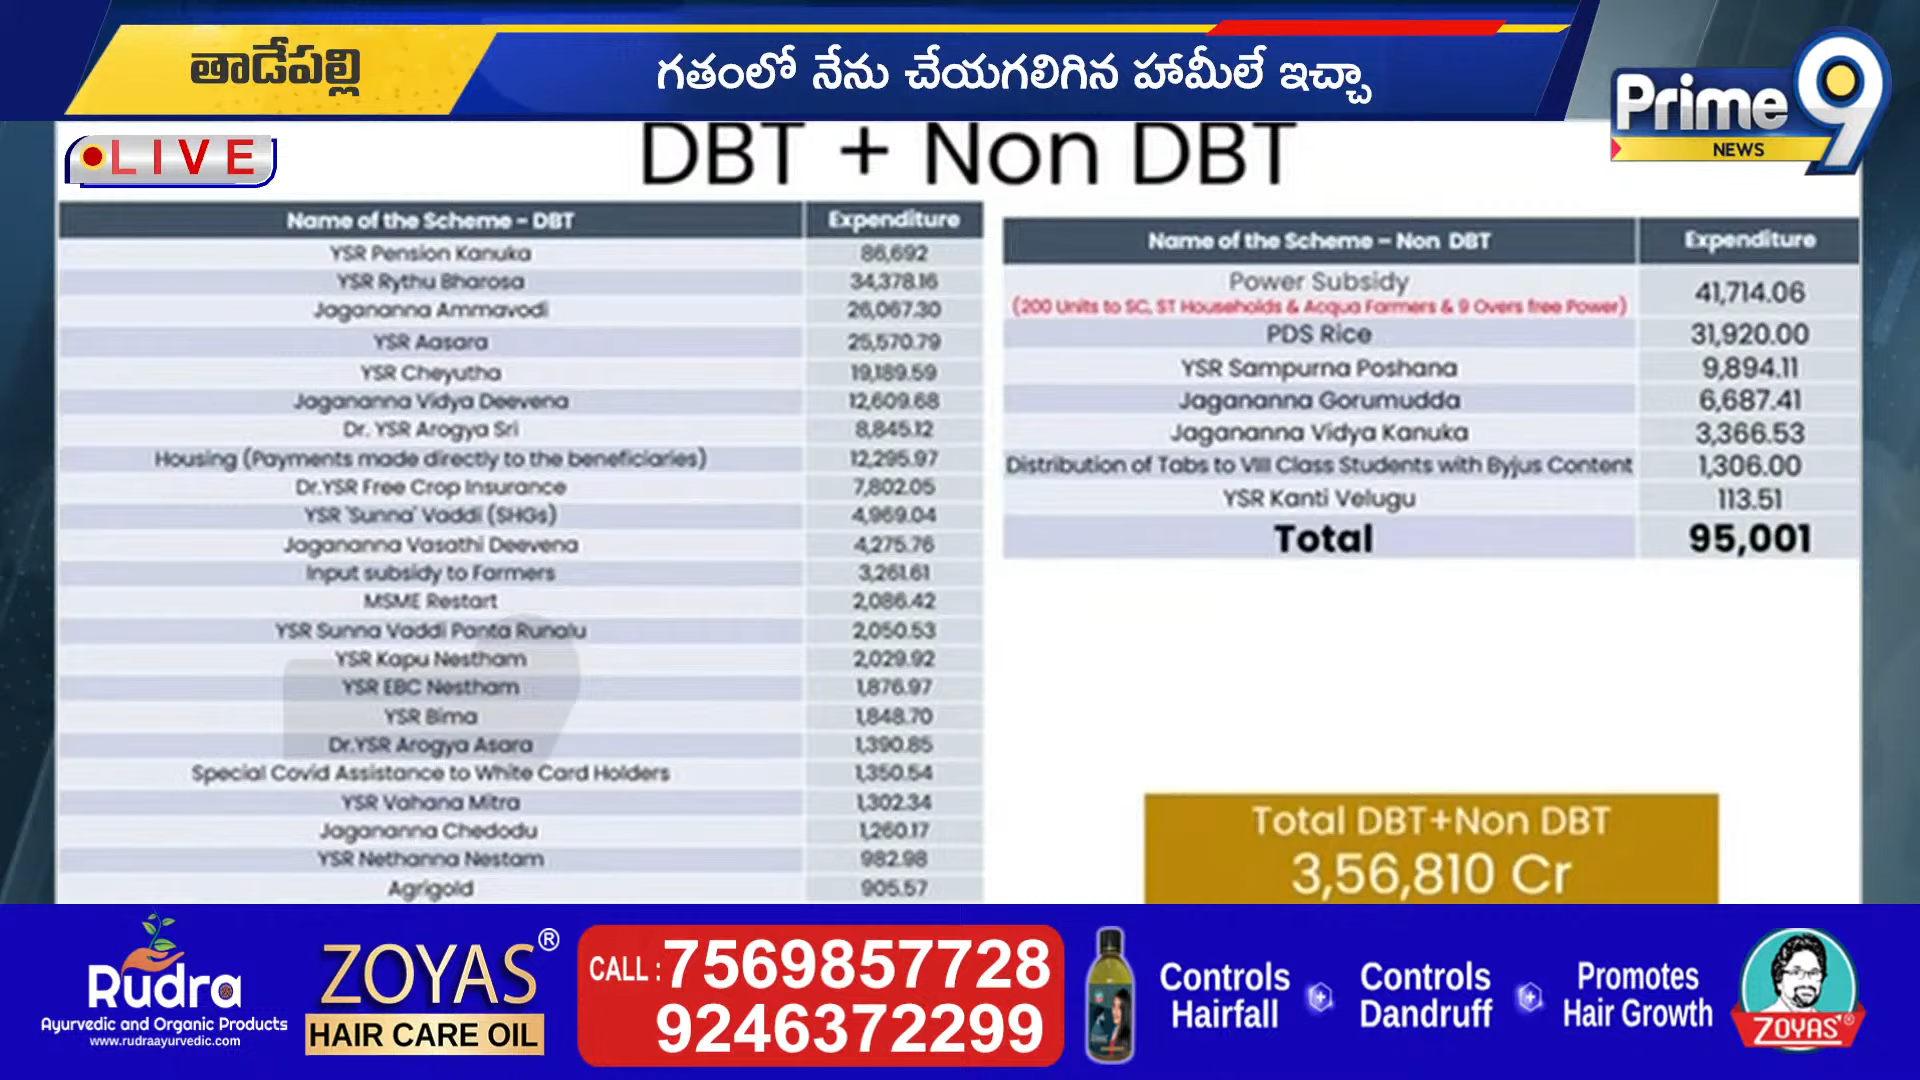 తాడేపల్లి
గతంలో నేను చేయగలిగిన హామీలే ఇచ్చా
Prime9
NEWS
LIVE
DBT + Non DBT
Name of the Scheme - DBT Expenditure
YSR Pension Kanuka 86,692
YSR Rythu Bharosa 34,378.16
Jagananna Ammavodi 26,067.30
YSR Aasara 25,570.79
YSR Cheyutha 19,189.59
Jagananna Vidya Deevena 12,609.68
Dr. YSR Arogya Sri 8,845.12
Housing (Payments made directly to the beneficiaries) 12,295.97
Dr.YSR Free Crop Insurance 7,802.05
YSR 'Sunna' Vaddi (SHGs) 4,969.04
Jagananna Vasathi Deevena 4,275.76
Input subsidy to Farmers 3,261.61
MSME Restart 2,086.42
YSR Sunna Vaddi Panta Runalu 2,050.53
YSR Kapu Nestham 2,029.92
YSR EBC Nestham 1,876.97
YSR Bima 1,848.70
Dr.YSR Arogya Asara 1,390.85
Special Covid Assistance to White Card Holders 1,350.54
YSR Vahana Mitra 1,302.34
Jagananna Chedodu 1,260.17
YSR Nethanna Nestam 982.98
Agrigold 905.57
Name of the Scheme – Non DBT Expenditure
Power Subsidy 41,714.06
(200 Units to SC, ST Households & Acqua Farmers & 9 Overs free Power)
PDS Rice 31,920.00
YSR Sampurna Poshana 9,894.11
Jagananna Gorumudda 6,687.41
Jagananna Vidya Kanuka 3,366.53
Distribution of Tabs to VIII Class Students with Byjus Content 1,306.00
YSR Kanti Velugu 113.51
Total 95,001
Total DBT+Non DBT
3,56,810 Cr
Rudra
Ayurvedic and Organic Products
www.rudraayurvedic.com
ZOYAS®
HAIR CARE OIL
CALL : 7569857728
9246372299
Controls
Hairfall
Controls
Dandruff
Promotes
Hair Growth
ZOYAS®